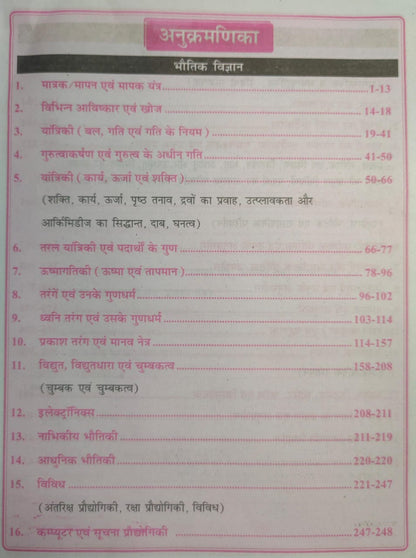 अनुक्रमणिका
भौतिक विज्ञान
1. मात्रक/मापन एवं मापक यंत्र 1-13
2. विभिन्न आविष्कार एवं खोज 14-18
3. यांत्रिकी (बल, गति एवं गति के नियम) 19-41
4. गुरुत्वाकर्षण एवं गुरुत्व के अधीन गति 41-50
5. यांत्रिकी (कार्य, ऊर्जा एवं शक्ति) 50-66
(शक्ति, कार्य, ऊर्जा, पृष्ठ तनाव, द्रवों का प्रवाह, उत्प्लावकता और
आर्किमिडीज का सिद्धान्त, दाब, घनत्व)
6. तरल यांत्रिकी एवं पदार्थों के गुण 66-77
7. ऊष्मागतिकी (ऊष्मा एवं तापमान) 78-96
8. तरंगें एवं उनके गुणधर्म 96-102
9. ध्वनि तरंग एवं उसके गुणधर्म 103-114
10. प्रकाश तरंग एवं मानव नेत्र 114-157
11. विद्युत, विद्युतधारा एवं चुम्बकत्व 158-208
(चुम्बक एवं चुम्बकत्व)
12. इलेक्ट्रॉनिक्स 208-211
13. नाभिकीय भौतिकी 211-219
14. आधुनिक भौतिकी 220-220
15. विविध 221-247
(अंतरिक्ष प्रौद्योगिकी, रक्षा प्रौद्योगिकी, विविध)
16. कम्प्यूटर एवं सूचना प्रौद्योगिकी 247-248